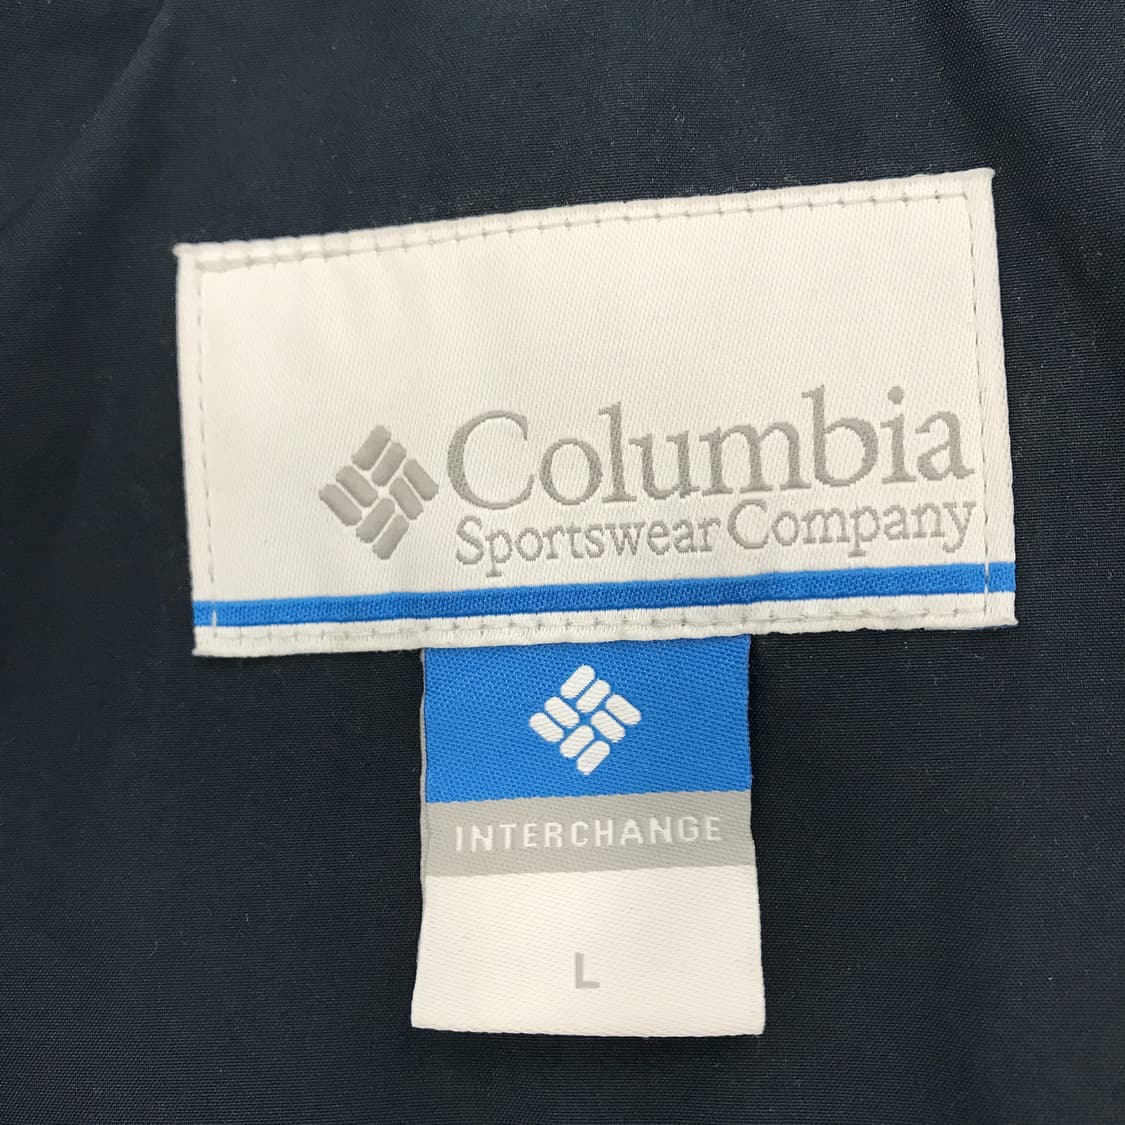 Columbia
Sportswear Company
INTERCHANGE
L